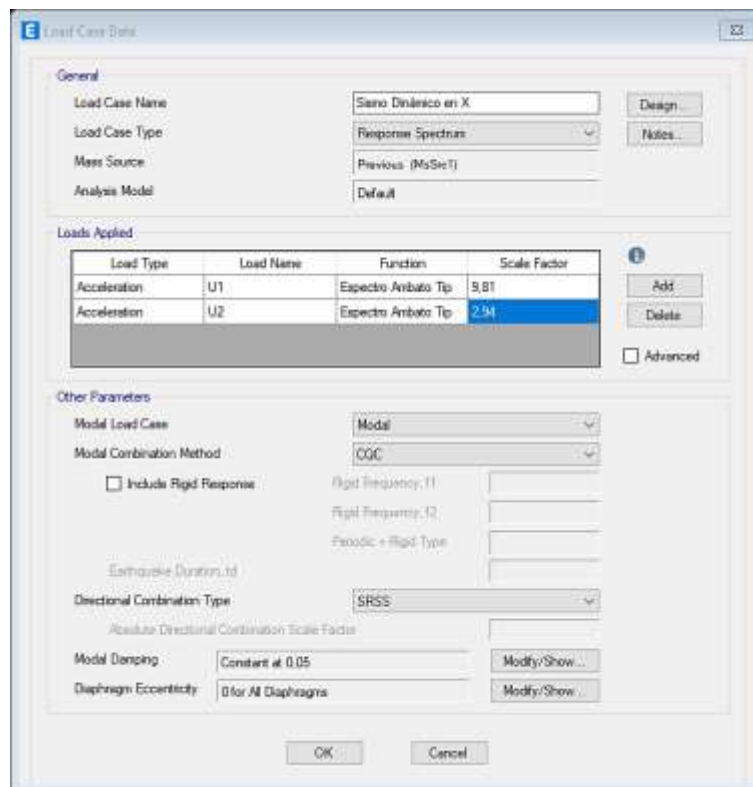 Load Case Data
General
Load Case Name Sismo Dinámico en X Design...
Load Case Type Response Spectrum Notes...
Mass Source Previous (MsSrc1)
Analysis Model Default
Loads Applied
Load Type Load Name Function Scale Factor
Acceleration U1 Espectro Ambato Tip 9,81 Add
Acceleration U2 Espectro Ambato Tip 2,94 Delete
Advanced
Other Parameters
Modal Load Case Modal
Modal Combination Method CQC
Include Rigid Response Rigid Frequency, f1
Rigid Frequency, f2
Periodic + Rigid Type
Earthquake Duration, td
Directional Combination Type SRSS
Absolute Directional Combination Scale Factor
Modal Damping Constant at 0.05 Modify/Show...
Diaphragm Eccentricity 0 for All Diaphragms Modify/Show...
OK Cancel